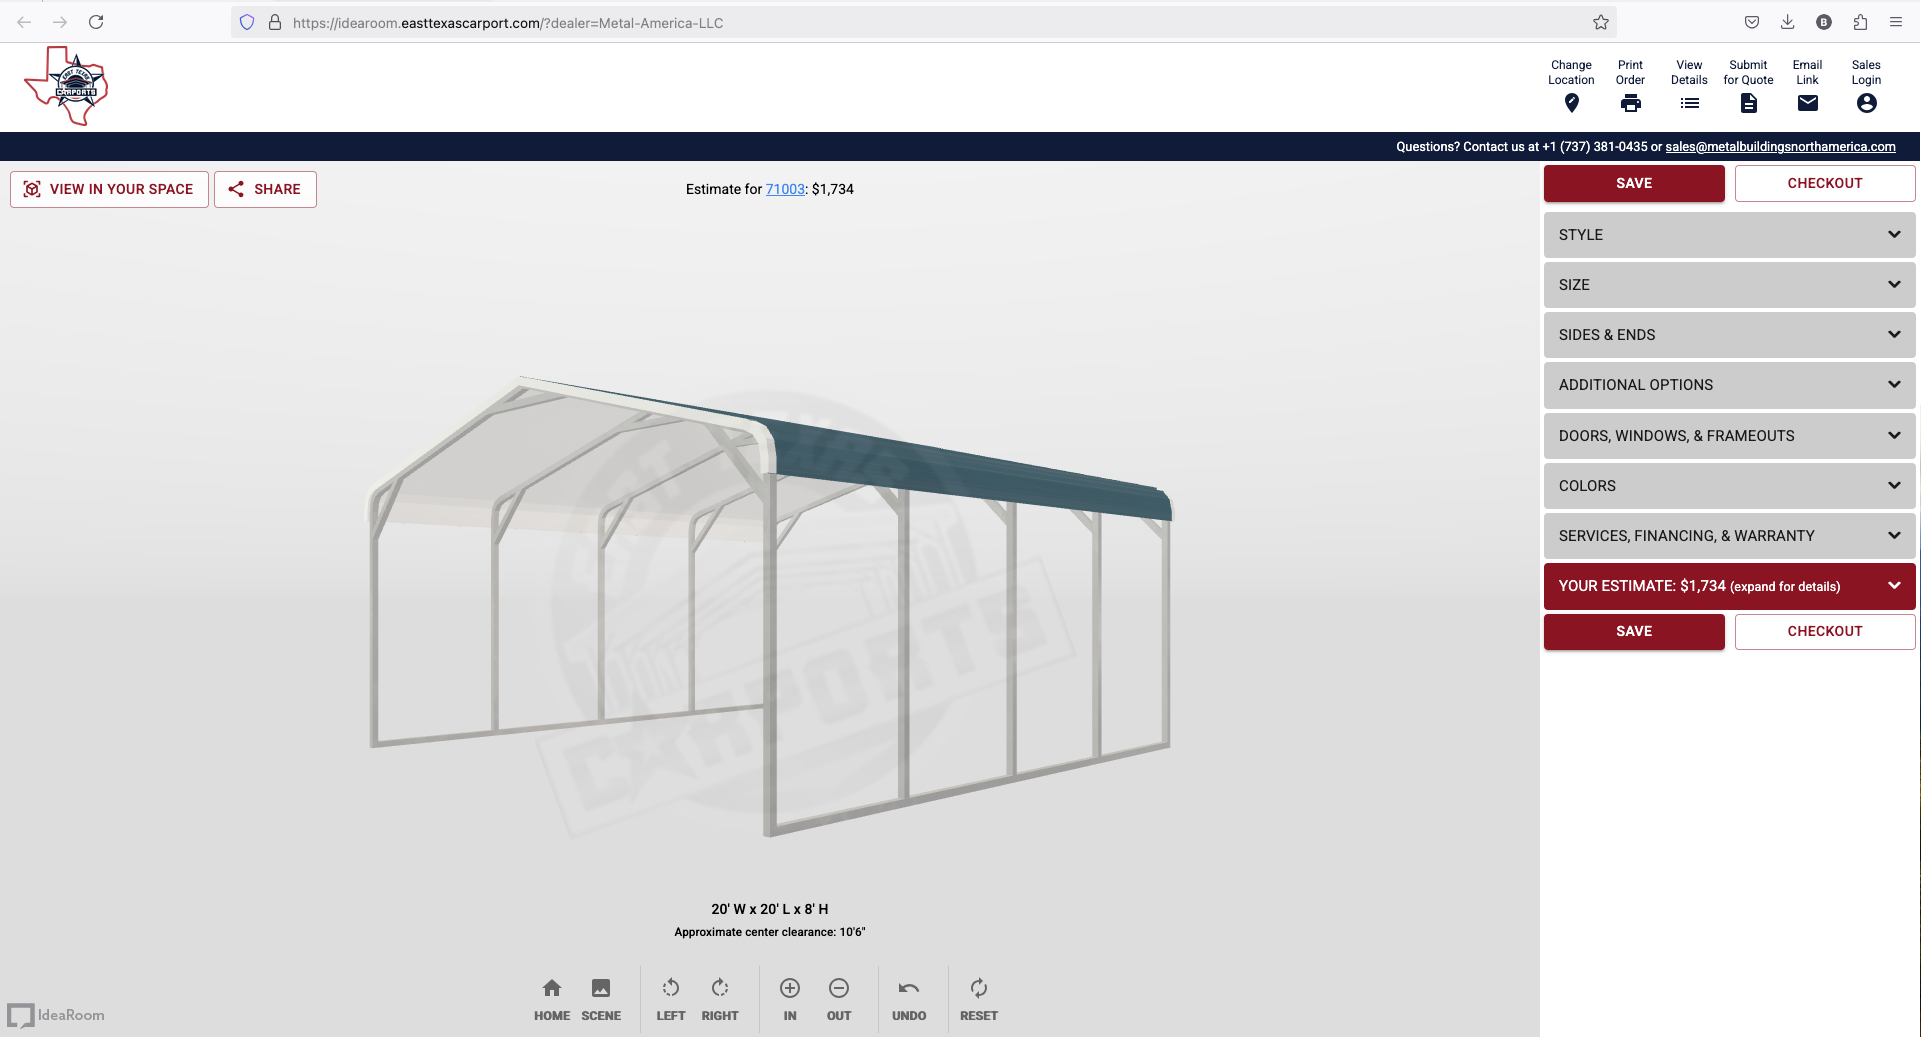 https://idearoom.easttexascarport.com/?dealer=Metal-America-LLC
B
EAST TEXAS
CARPORTS
Change Location
Print Order
View Details
Submit for Quote
Email Link
Sales Login
Questions? Contact us at +1 (737) 381-0435 or sales@metalbuildingsnorthamerica.com
VIEW IN YOUR SPACE
SHARE
Estimate for 71003: $1,734
SAVE
CHECKOUT
STYLE
SIZE
SIDES & ENDS
ADDITIONAL OPTIONS
DOORS, WINDOWS, & FRAMEOUTS
COLORS
SERVICES, FINANCING, & WARRANTY
YOUR ESTIMATE: $1,734 (expand for details)
SAVE
CHECKOUT
EAST TEXAS
CARPORTS
20' W x 20' L x 8' H
Approximate center clearance: 10'6"
HOME
SCENE
LEFT
RIGHT
IN
OUT
UNDO
RESET
IdeaRoom